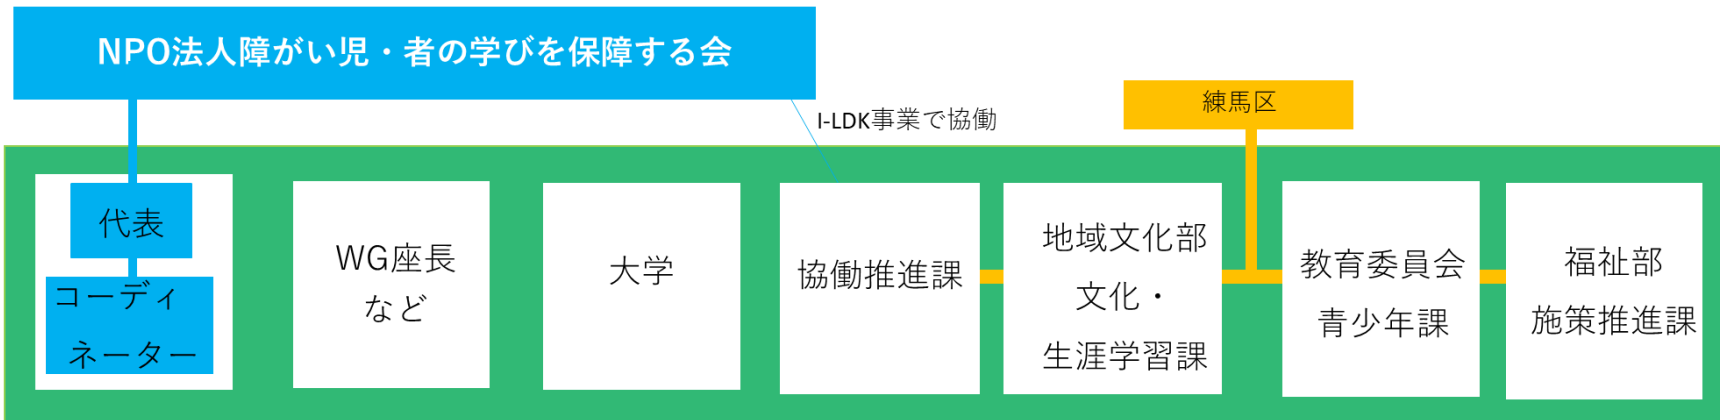 NPO法人障がい児・者の学びを保障する会
I-LDK事業で協働
練馬区
代表
コーディ
ネーター
WG座長
など
大学
協働推進課
地域文化部
文化・
生涯学習課
教育委員会
青少年課
福祉部
施策推進課